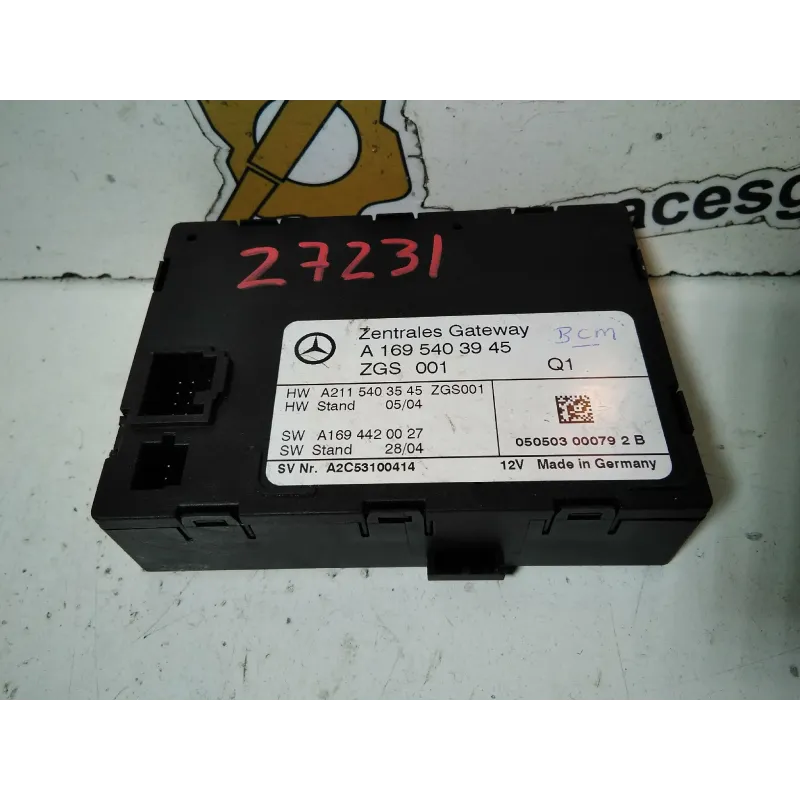 acesg
27231
Zentrales Gateway
BCM
A 169 540 39 45
ZGS 001
Q1
HW A211 540 35 45 ZGS001
HW Stand 05/04
SW A169 442 00 27
SW Stand 28/04
050503 00079 2 B
SV Nr. A2C53100414
12V Made in Germany